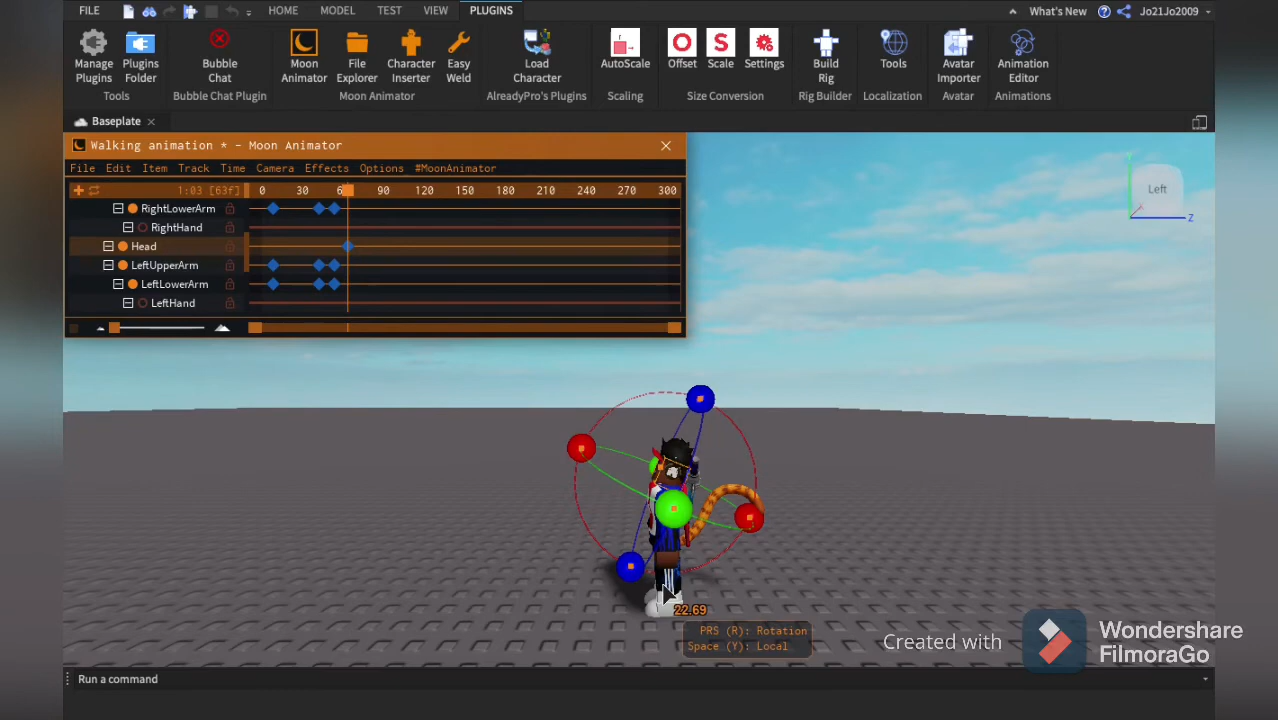 FILE HOME MODEL TEST VIEW PLUGINS What's New Jo21Jo2009
Manage Plugins Bubble Moon File Character Easy Load AutoScale Offset Scale Settings Build Tools Avatar Animation
Plugins Folder Chat Animator Explorer Inserter Weld Character Rig Importer Editor
Tools Bubble Chat Plugin Moon Animator AlreadyPro's Plugins Scaling Size Conversion Rig Builder Localization Avatar Animations
Baseplate
Walking animation * - Moon Animator
File Edit Item Track Time Camera Effects Options #MoonAnimator
1:03 [63f] 0 30 6 90 120 150 180 210 240 270 300
RightLowerArm
RightHand
Head
LeftUpperArm
LeftLowerArm
LeftHand
Y
Left
Z
22.69
PRS (R): Rotation
Space (Y): Local
Created with
Wondershare
FilmoraGo
Run a command